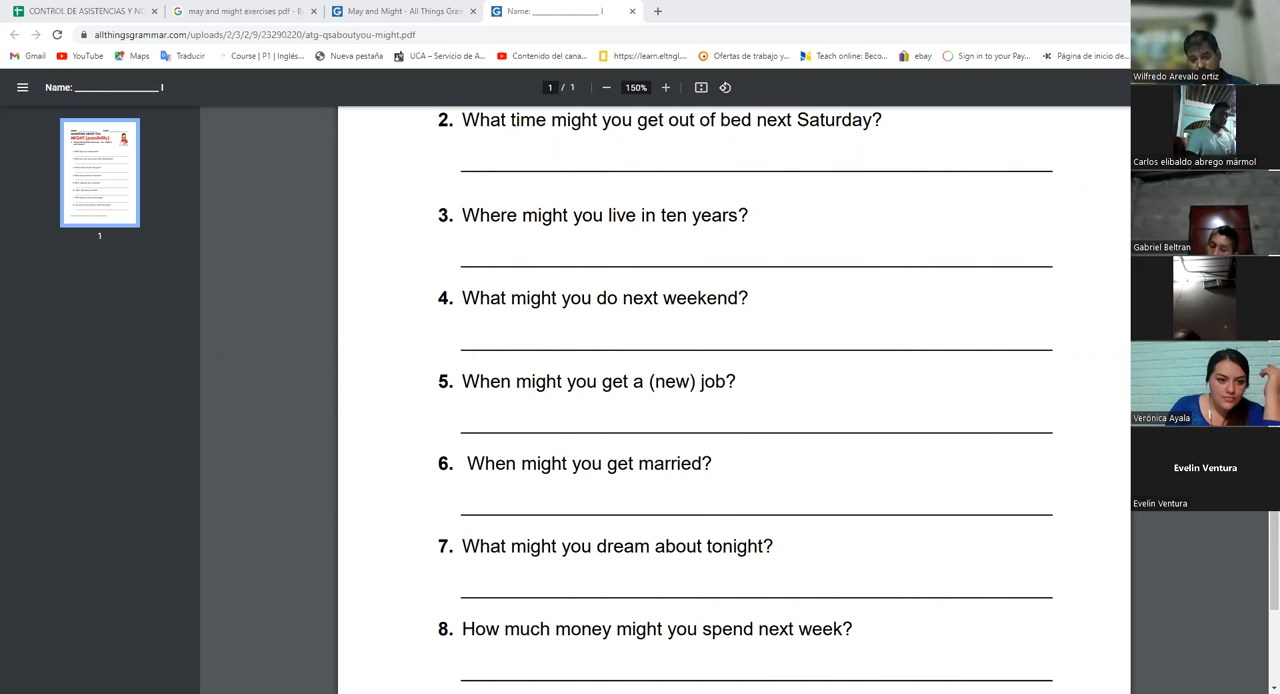 CONTROL DE ASISTENCIAS Y NO
may and might exercises pdf - Bu
May and Might - All Things Gram
Name: ________________ I
allthingsgrammar.com/uploads/2/3/2/9/23290220/atg-qsaboutyou-might.pdf
Gmail
YouTube
Maps
Traducir
Course | P1 | Inglés...
Nueva pestaña
UCA – Servicio de A...
Contenido del cana...
https://learn.eltngl...
Ofertas de trabajo y...
Teach online: Beco...
ebay
Sign in to your Pay...
Página de inicio de...
Name: ________________ I
1 / 1
150%
1
2. What time might you get out of bed next Saturday?
3. Where might you live in ten years?
4. What might you do next weekend?
5. When might you get a (new) job?
6. When might you get married?
7. What might you dream about tonight?
8. How much money might you spend next week?
Wilfredo Arevalo ortiz
Carlos elibaldo abrego mármol
Gabriel Beltran
Verónica Ayala
Evelin Ventura
Evelin Ventura